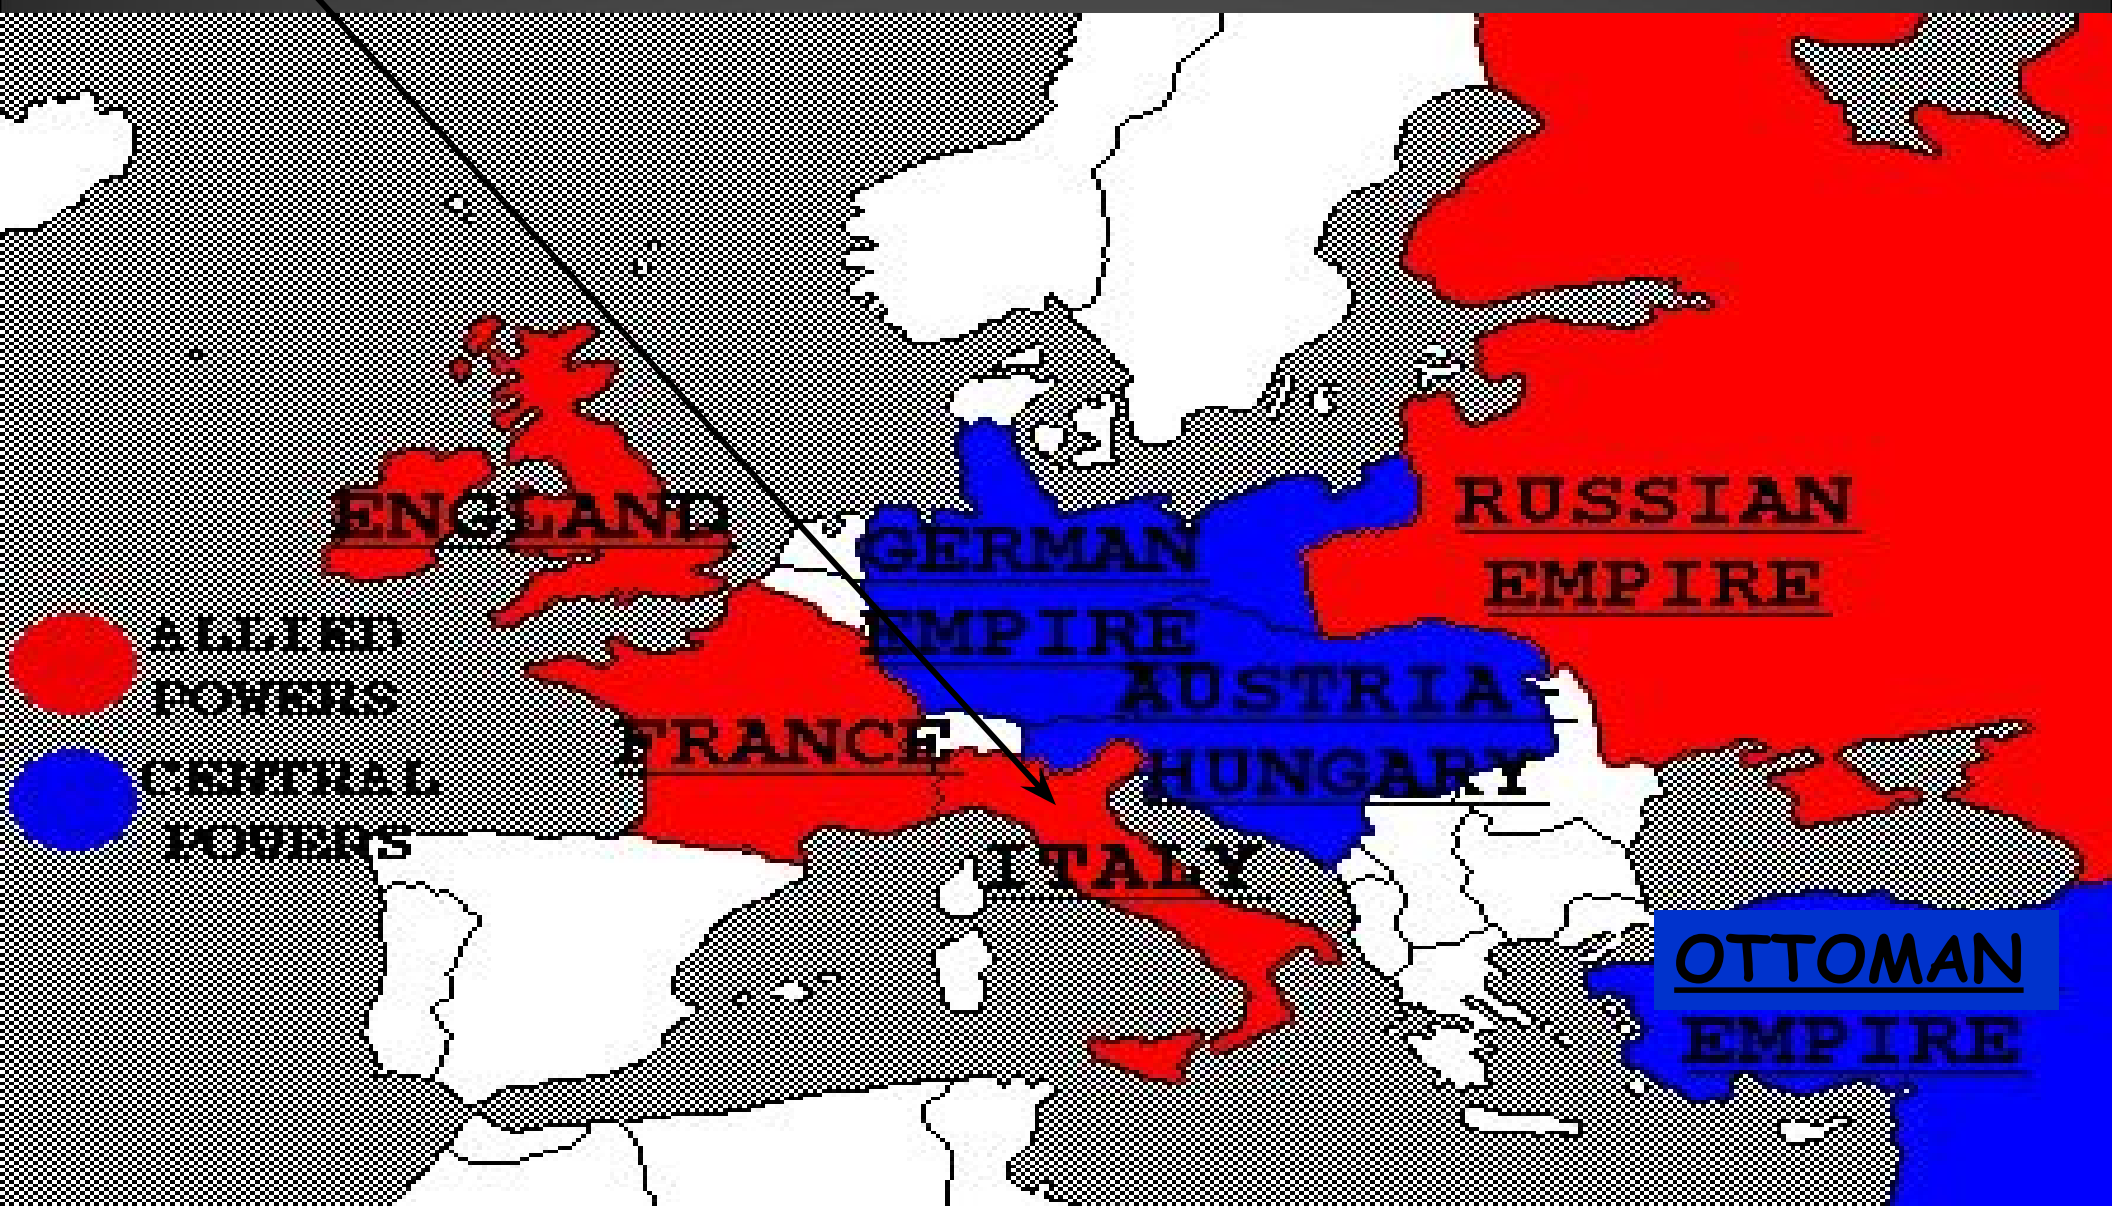 ENGLAND
RUSSIAN
EMPIRE
GERMAN
EMPIRE
ALLIED
POWERS
AUSTRIA
HUNGARY
FRANCE
CENTRAL
POWERS
ITALY
OTTOMAN
EMPIRE